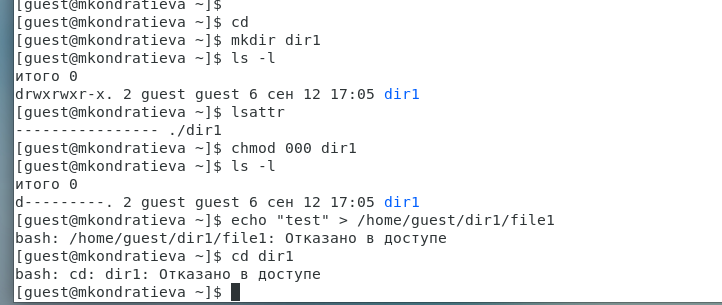 [guest@mkondratieva ~]$
[guest@mkondratieva ~]$ cd
[guest@mkondratieva ~]$ mkdir dir1
[guest@mkondratieva ~]$ ls -l
итого 0
drwxrwxr-x. 2 guest guest 6 сен 12 17:05 dir1
[guest@mkondratieva ~]$ lsattr
---------------- ./dir1
[guest@mkondratieva ~]$ chmod 000 dir1
[guest@mkondratieva ~]$ ls -l
итого 0
d---------. 2 guest guest 6 сен 12 17:05 dir1
[guest@mkondratieva ~]$ echo "test" > /home/guest/dir1/file1
bash: /home/guest/dir1/file1: Отказано в доступе
[guest@mkondratieva ~]$ cd dir1
bash: cd: dir1: Отказано в доступе
[guest@mkondratieva ~]$